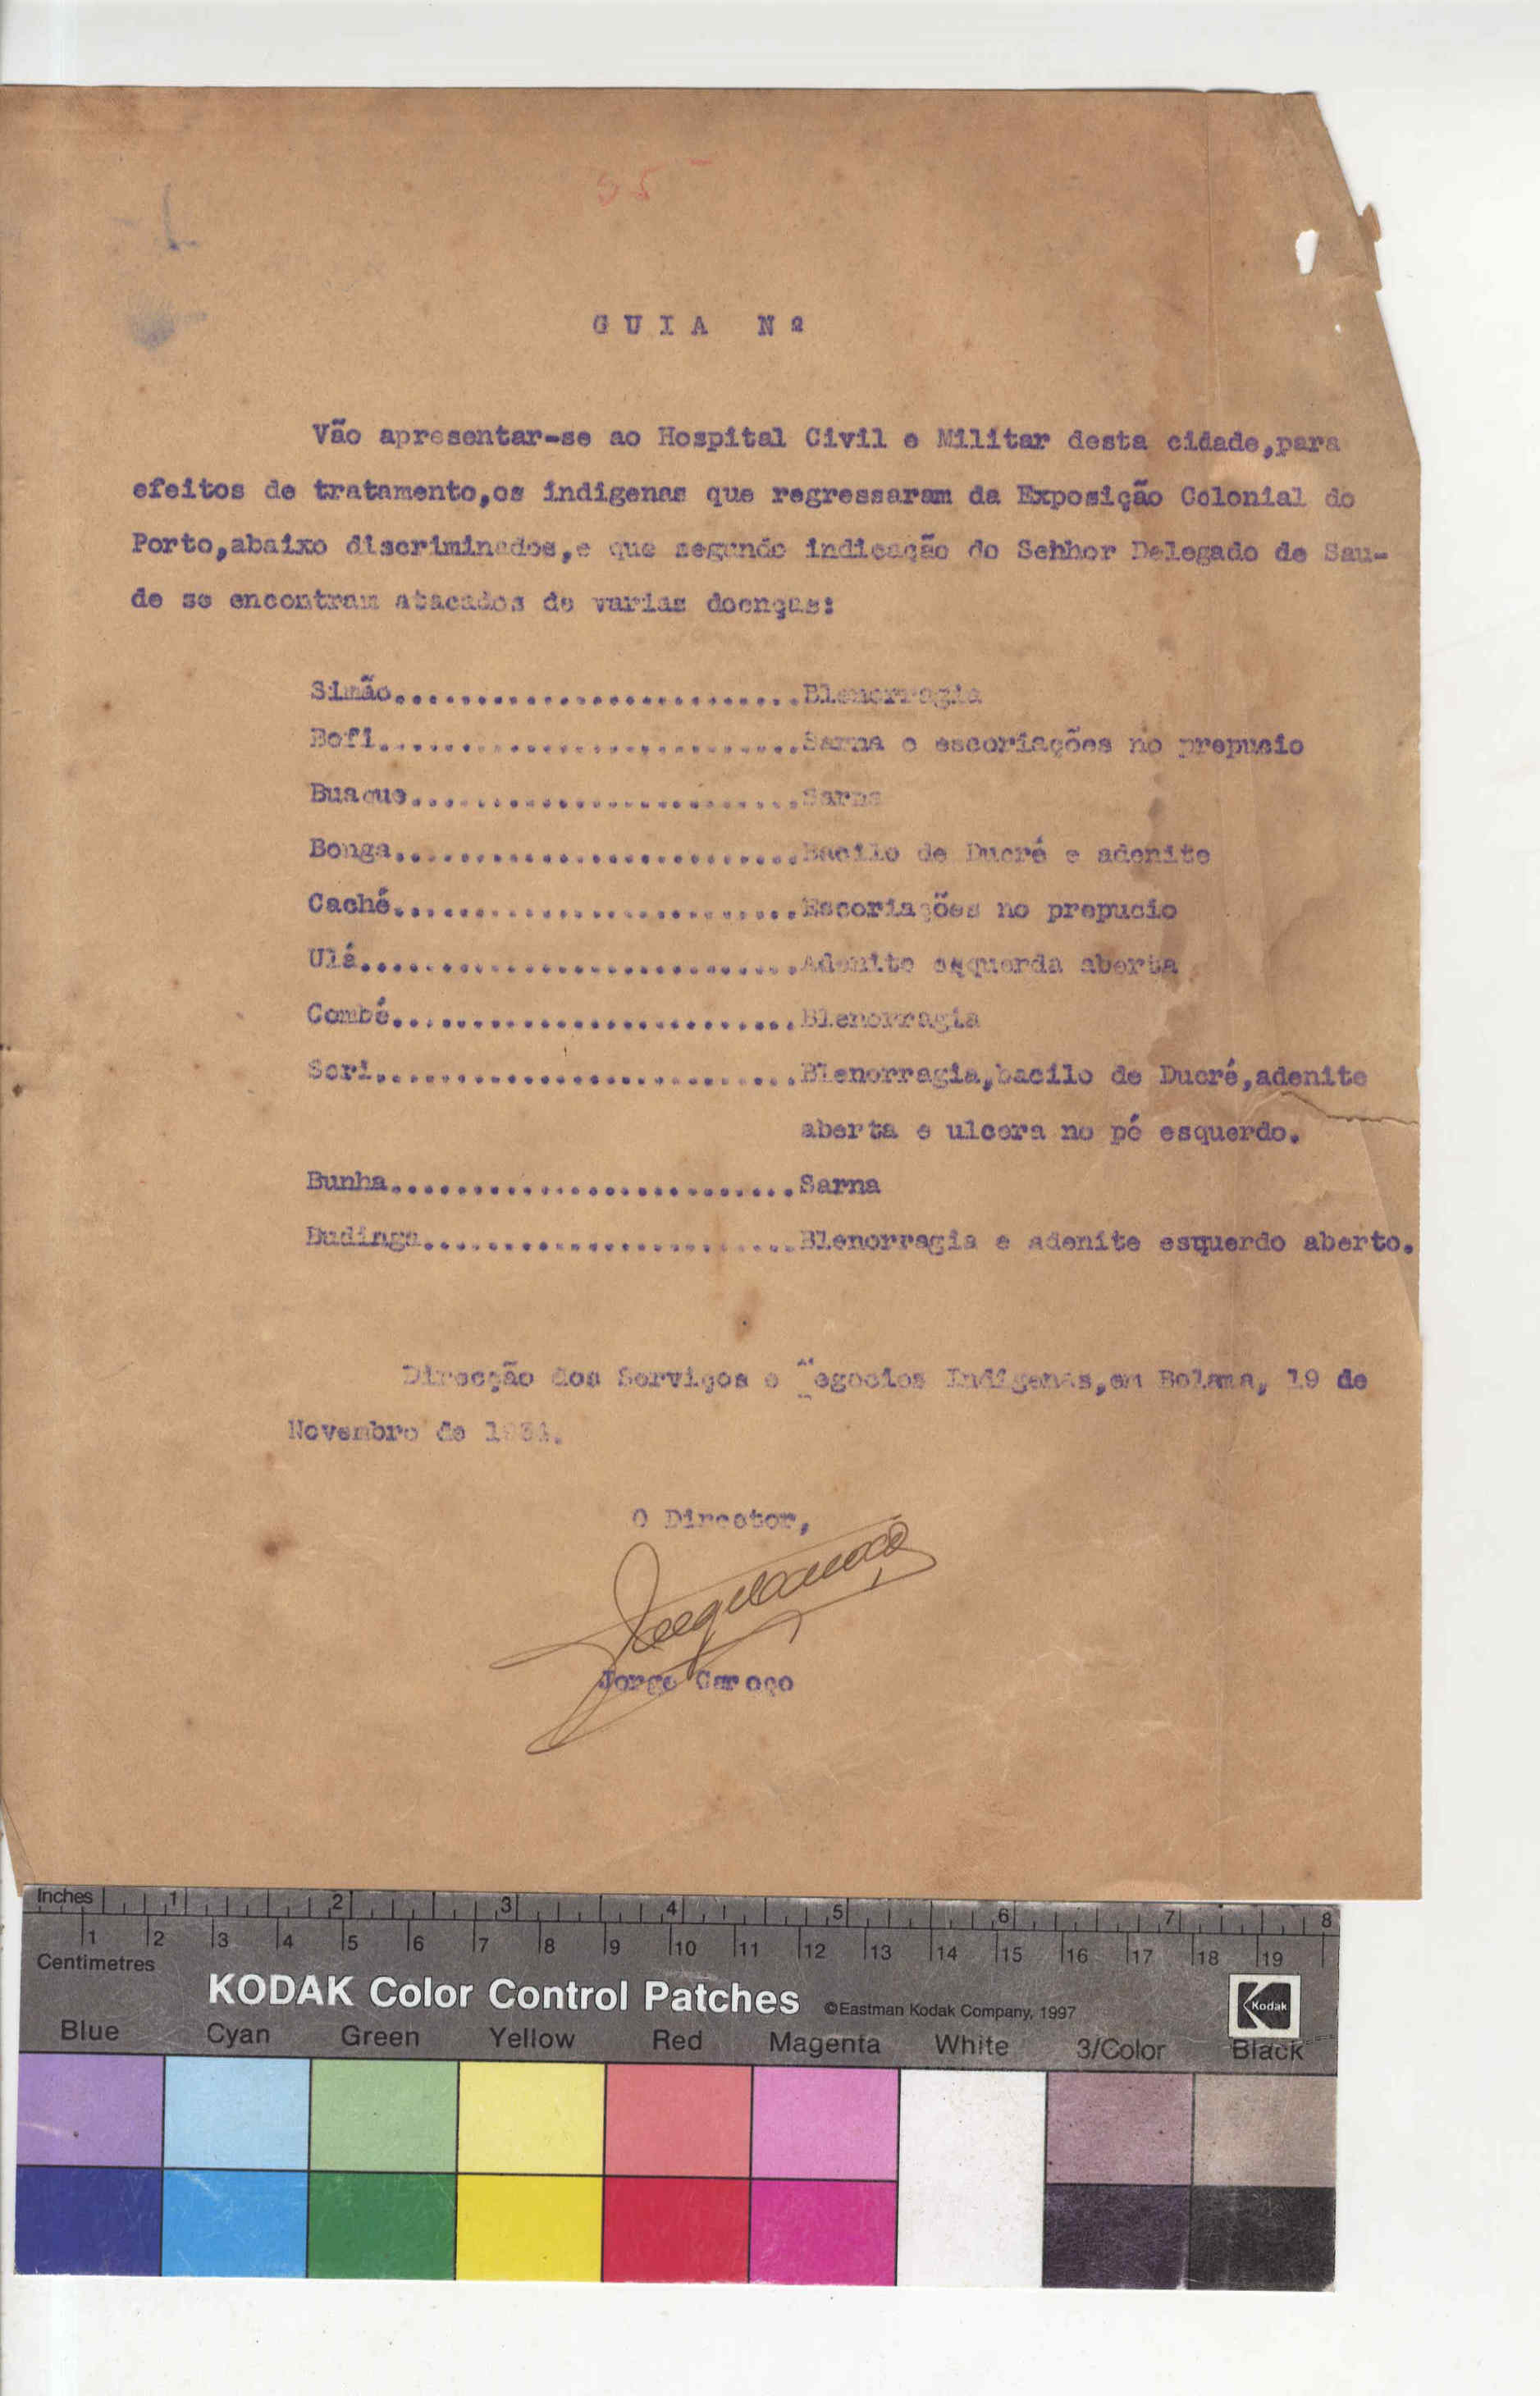 55
GUIA Nº
Vão apresentar-se ao Hospital Civil e Militar desta cidade,para
efeitos de tratamento,os indigenas que regressaram da Exposição Colonial do
Porto,abaixo discriminados,e que segundo indicação do Sehhor Delegado de Sau-
de se encontram atacados de varias doenças:
Simão..............................Blenorragia
Bofi...............................Sarna e escoriações no prepucio
Buaque.............................Sarna
Bonga..............................Bacilo de Ducré e adenite
Caché..............................Escoriações no prepucio
Ulá................................Adenite esquerda aberta
Combé..............................Blenorragia
Sori...............................Blenorragia,bacilo de Ducré,adenite
aberta e ulcera no pé esquerdo.
Bunha..............................Sarna
Dudinga............................Blenorragia e adenite esquerdo aberto.
Direcção dos Serviços e Negocios Indigenas,em Bolama, 19 de
Novembro de 1934.
O Director,
Jorge Caroço
Inches 1 2 3 4 5 6 7 8
1 2 3 4 5 6 7 8 9 10 11 12 13 14 15 16 17 18 19
Centimetres
KODAK Color Control Patches ©Eastman Kodak Company, 1997 Kodak
Blue Cyan Green Yellow Red Magenta White 3/Color Black